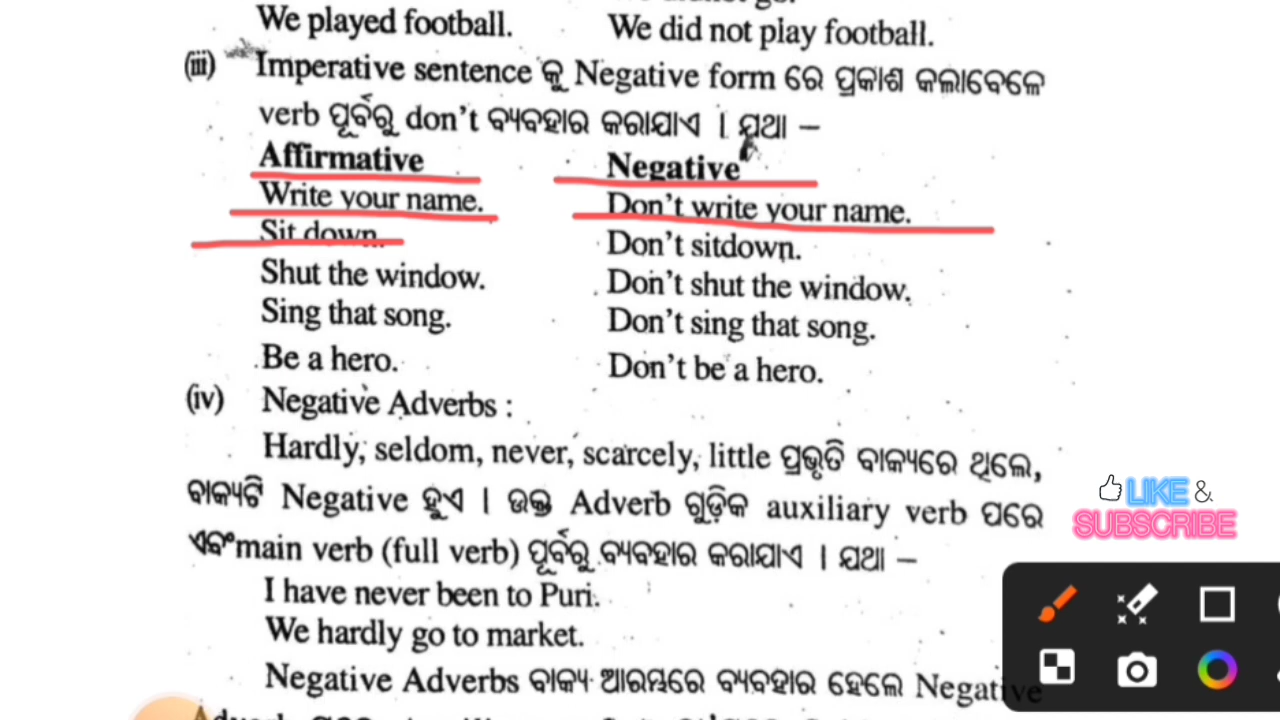 We played football. We did not play football.
(iii) Imperative sentence କୁ Negative form ରେ ପ୍ରକାଶ କଲାବେଳେ
verb ପୂର୍ବରୁ don't ବ୍ୟବହାର କରାଯାଏ । ଯଥା –
Affirmative Negative
Write your name. Don't write your name.
Sit down. Don't sitdown.
Shut the window. Don't shut the window.
Sing that song. Don't sing that song.
Be a hero. Don't be a hero.
(iv) Negative Adverbs :
Hardly, seldom, never, scarcely, little ପ୍ରଭୃତି ବାକ୍ୟରେ ଥିଲେ,
ବାକ୍ୟଟି Negative ହୁଏ । ଉକ୍ତ Adverb ଗୁଡ଼ିକ auxiliary verb ପରେ
ଏବଂ main verb (full verb) ପୂର୍ବରୁ ବ୍ୟବହାର କରାଯାଏ । ଯଥା –
I have never been to Puri.
We hardly go to market.
Negative Adverbs ବାକ୍ୟ ଆରମ୍ଭରେ ବ୍ୟବହାର ହେଲେ Negative
LIKE &
SUBSCRIBE